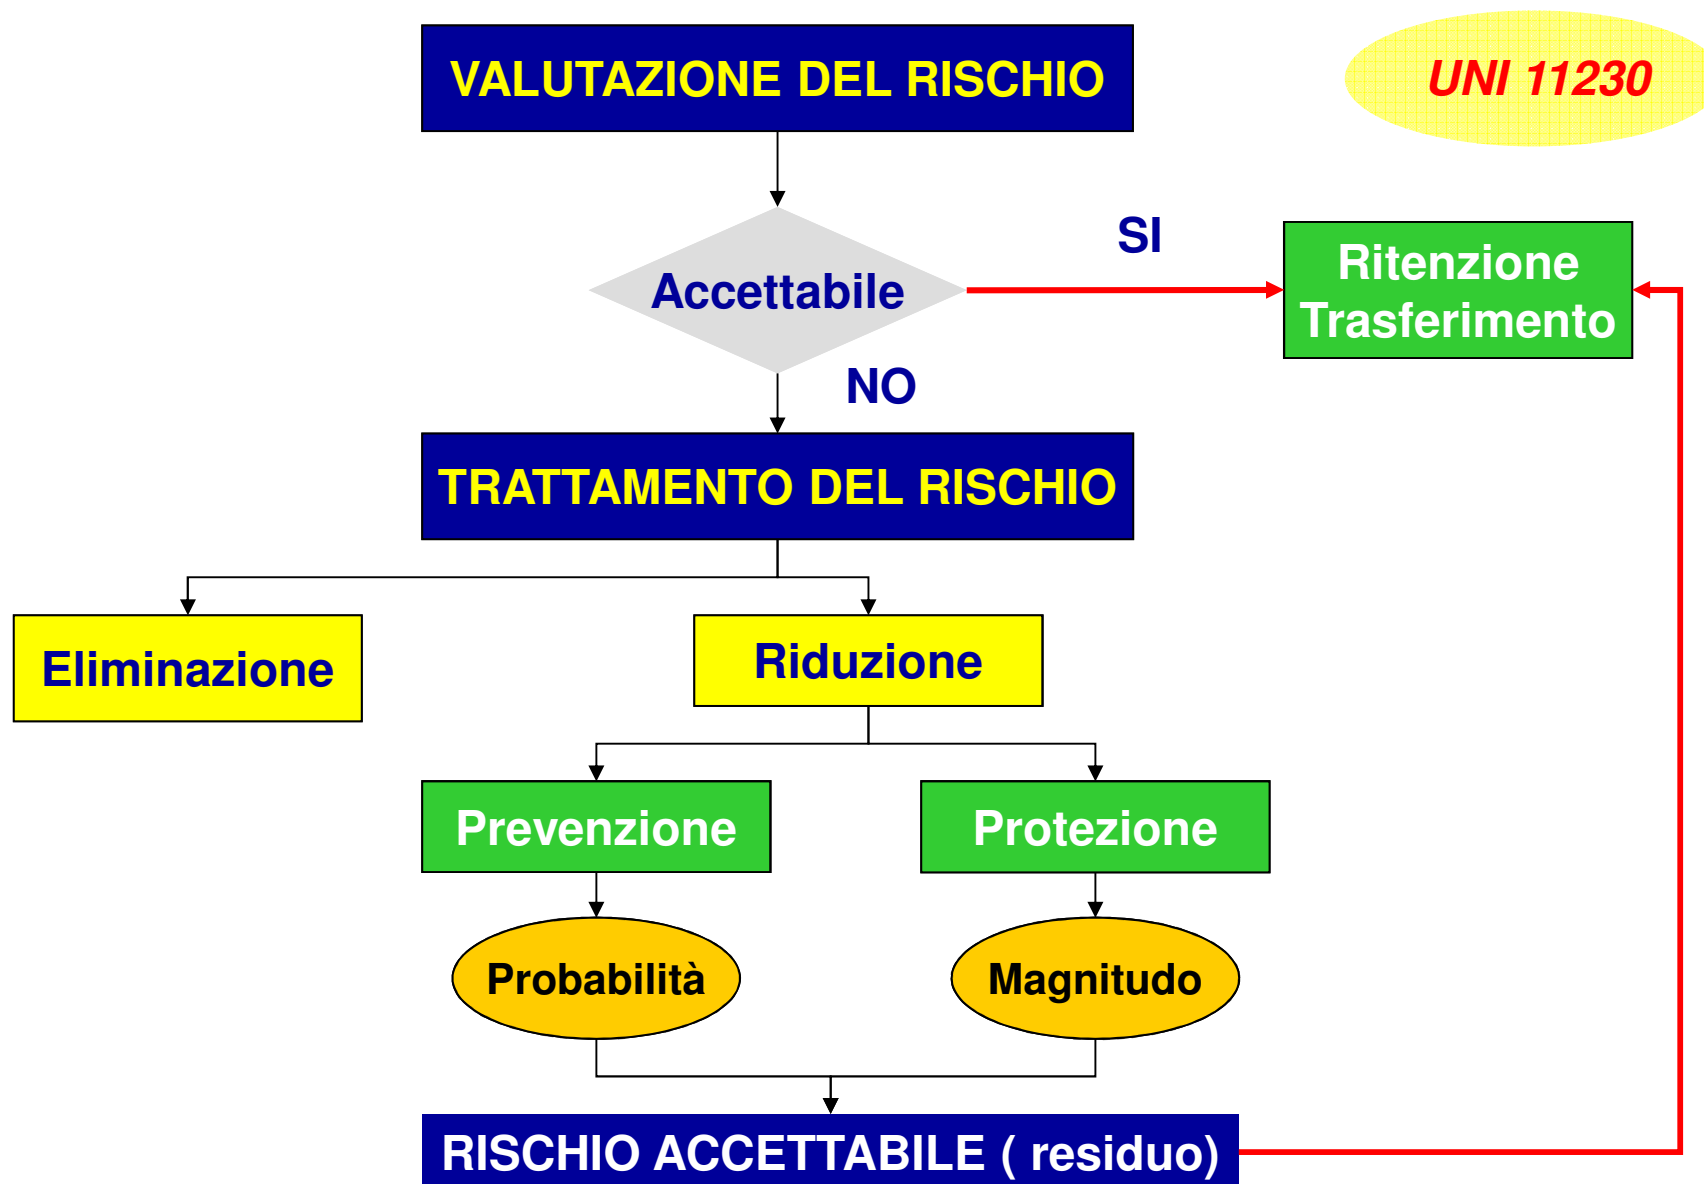 VALUTAZIONE DEL RISCHIO
UNI 11230
Accettabile
SI
Ritenzione
Trasferimento
NO
TRATTAMENTO DEL RISCHIO
Eliminazione
Riduzione
Prevenzione
Protezione
Probabilità
Magnitudo
RISCHIO ACCETTABILE ( residuo)